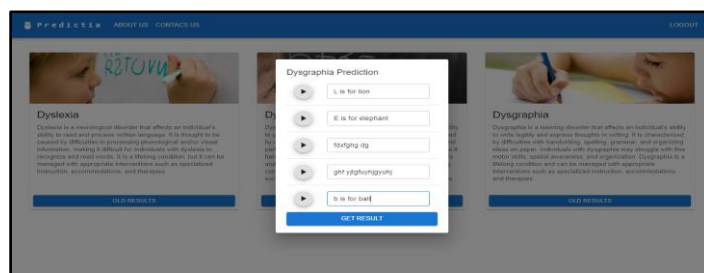 Predictia ABOUT US CONTACS US LOGOUT
Dysgraphia Prediction
L is for lion
E is for elephant
fdxfghg dg
ghf yjtgfuyhjgyuhj
b is for ball
GET RESULT
Dyslexia
Dyslexia is a neurological disorder that affects an individual's
ability to read and process written language. It is thought to be
caused by difficulties in processing phonological and/or visual
information, making it difficult for individuals with dyslexia to
recognize and read words. It is a lifelong condition, but it can be
managed with appropriate interventions such as specialized
instruction, accommodations, and therapies
OLD RESULTS
Dysgraphia
Dysgraphia is a learning disorder that affects an individual's ability
to write legibly and express thoughts in writing. It is characterized
by difficulties with handwriting, spelling, grammar, and organizing
ideas on paper. Individuals with dysgraphia may struggle with fine
motor skills, spatial awareness, and organization. Dysgraphia is a
lifelong condition and can be managed with appropriate
interventions such as specialized instruction, accommodations,
and therapies
OLD RESULTS